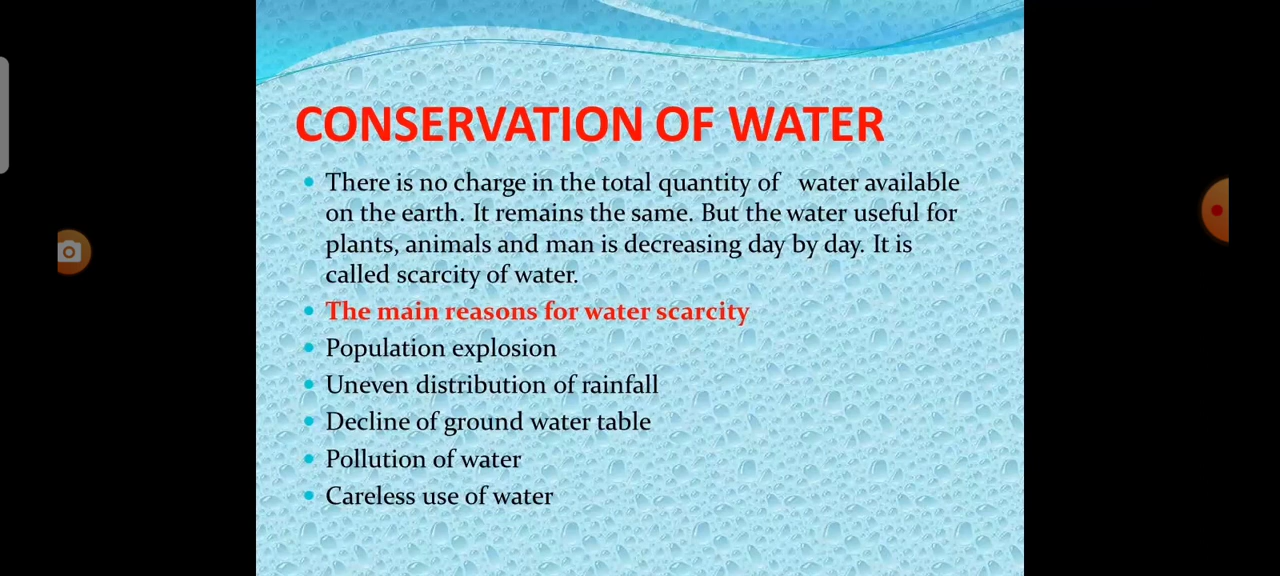 CONSERVATION OF WATER
There is no charge in the total quantity of water available
on the earth. It remains the same. But the water useful for
plants, animals and man is decreasing day by day. It is
called scarcity of water.
The main reasons for water scarcity
Population explosion
Uneven distribution of rainfall
Decline of ground water table
Pollution of water
Careless use of water